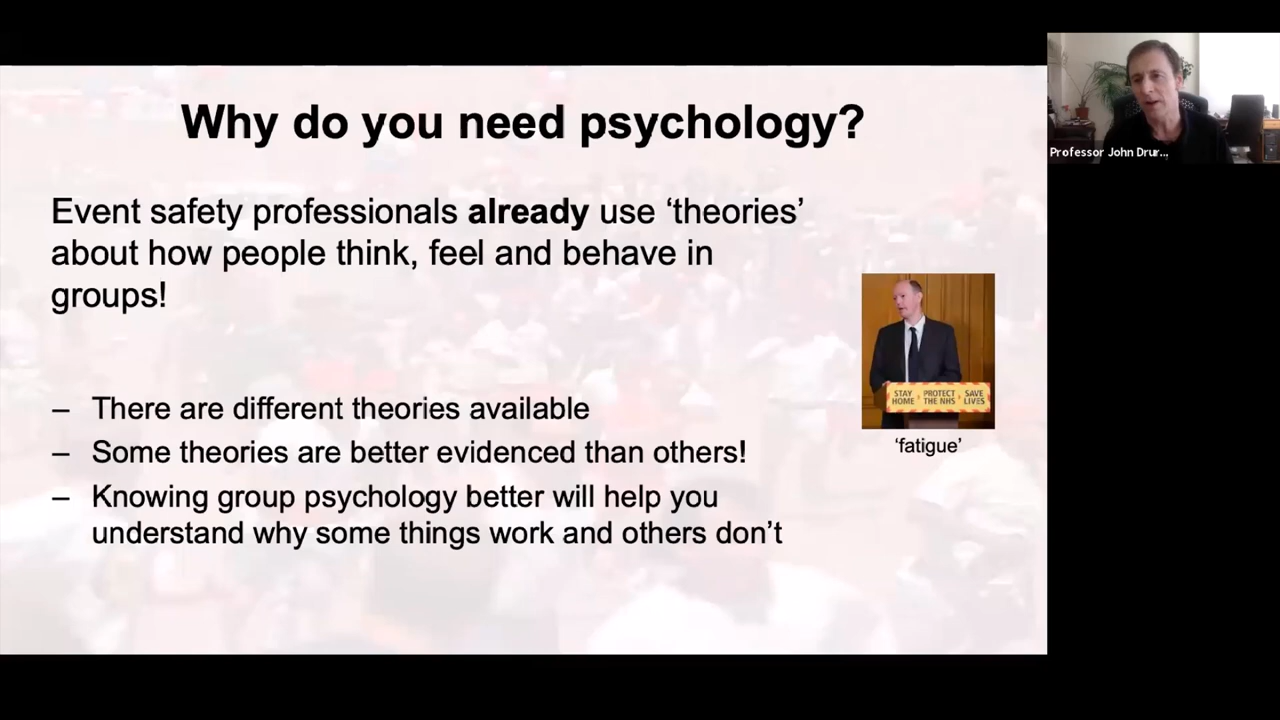 Why do you need psychology?
Event safety professionals already use ‘theories’
about how people think, feel and behave in
groups!
– There are different theories available
– Some theories are better evidenced than others!
– Knowing group psychology better will help you
understand why some things work and others don’t
STAY HOME
PROTECT THE NHS
SAVE LIVES
‘fatigue’
Professor John Drur...